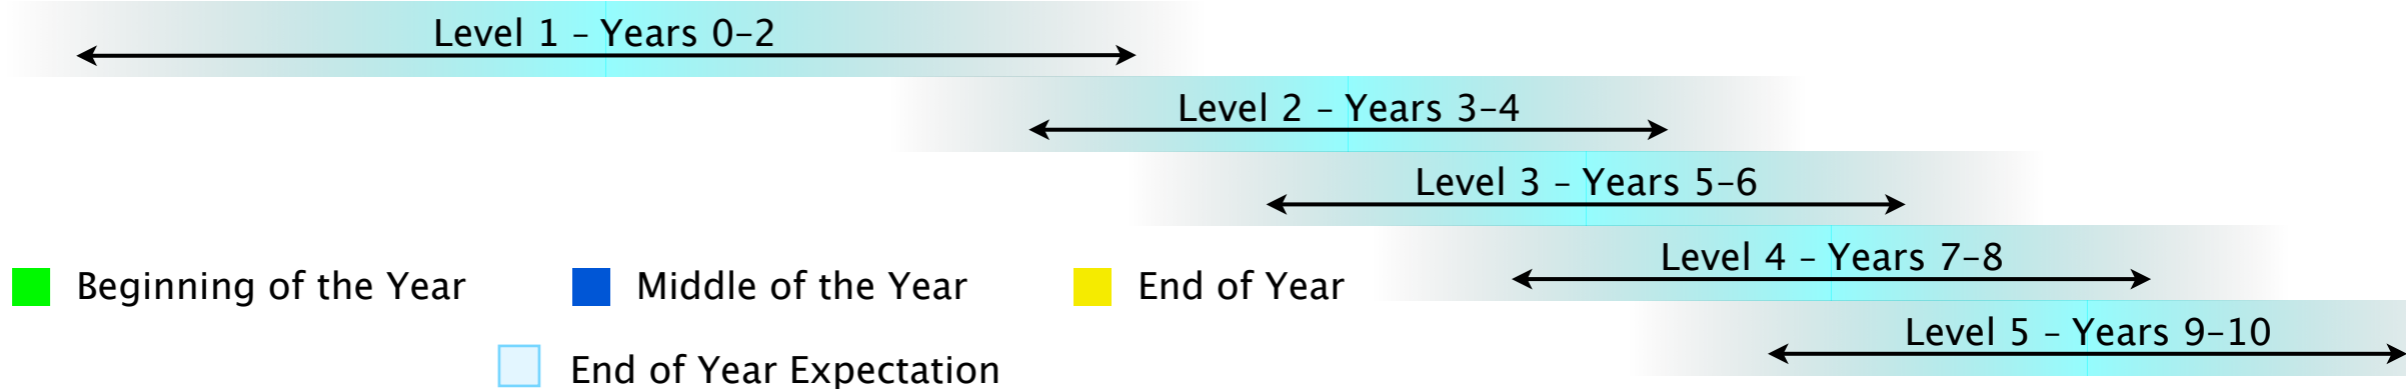 Level 1 – Years 0–2
Level 2 – Years 3–4
Level 3 – Years 5–6
Level 4 – Years 7–8
Beginning of the Year
Middle of the Year
End of Year
Level 5 – Years 9–10
End of Year Expectation